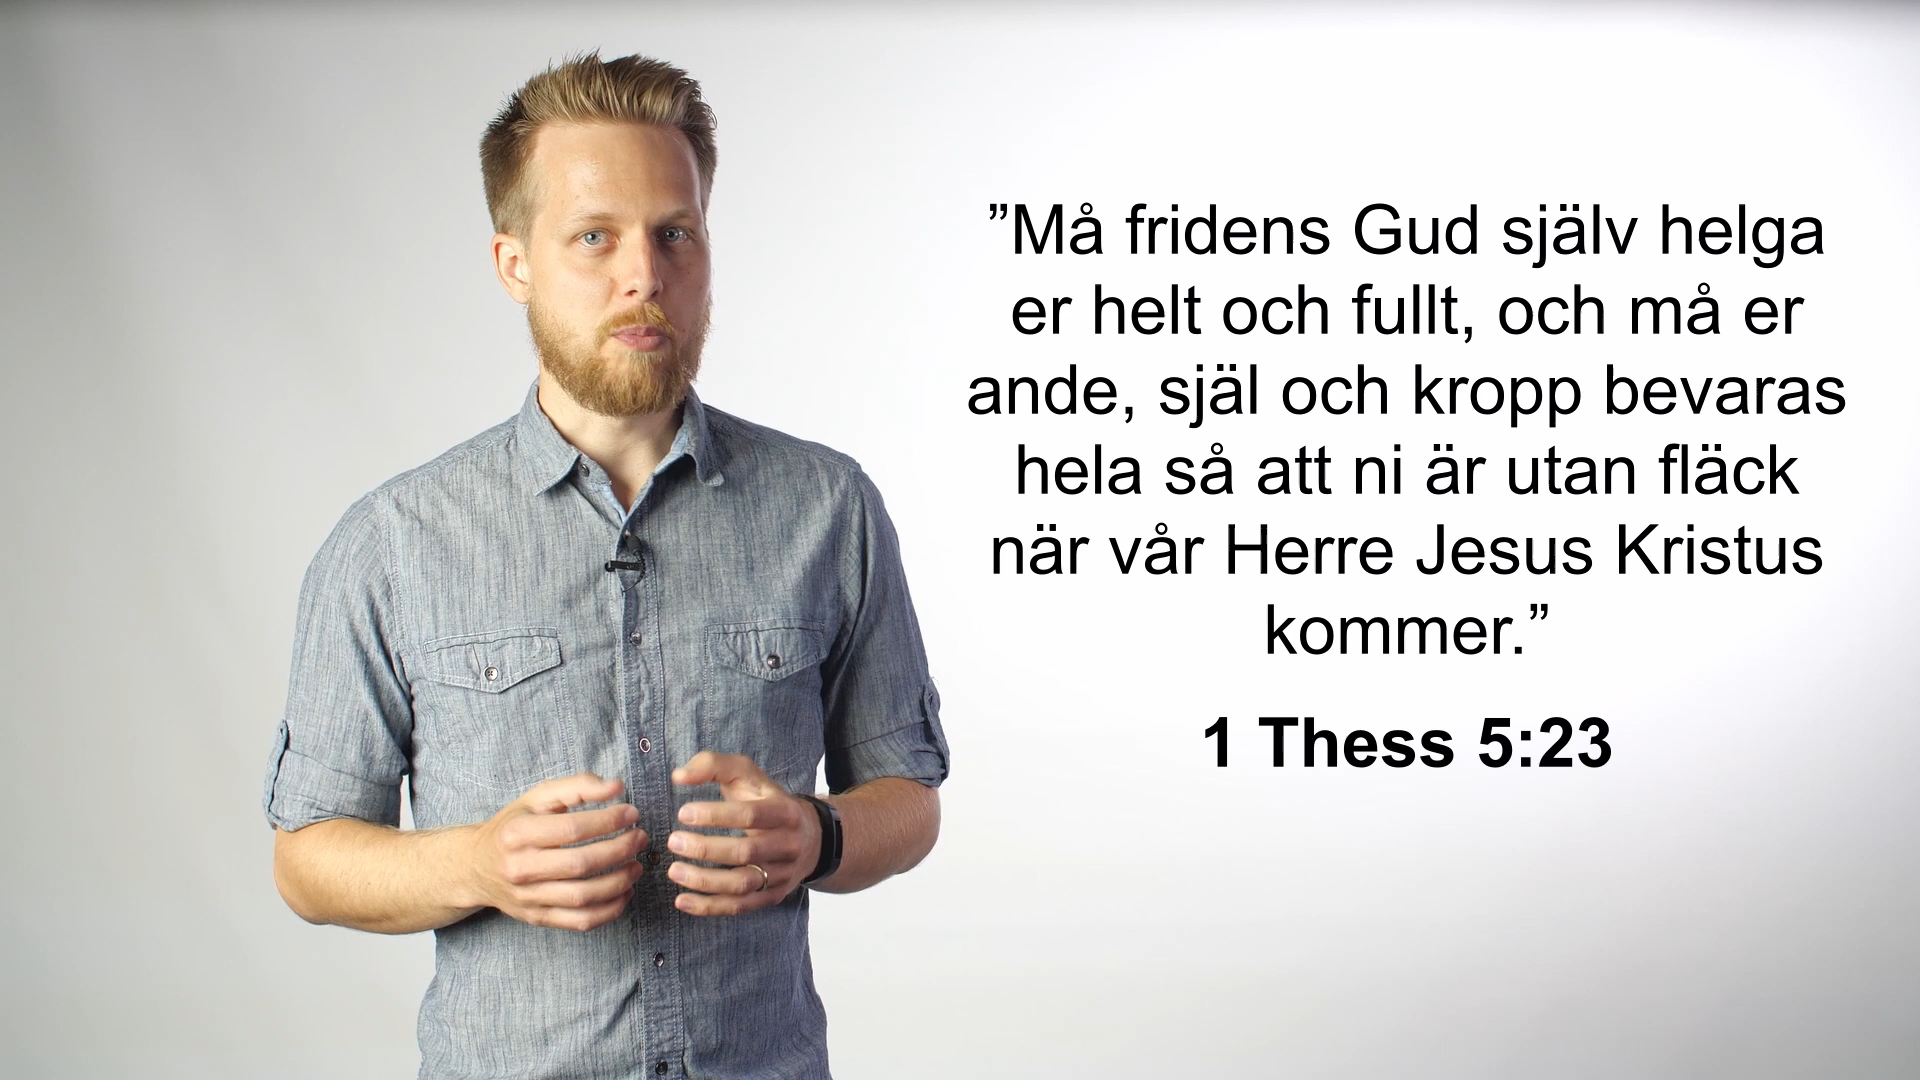 ”Må fridens Gud själv helga
er helt och fullt, och må er
ande, själ och kropp bevaras
hela så att ni är utan fläck
när vår Herre Jesus Kristus
kommer.”
1 Thess 5:23